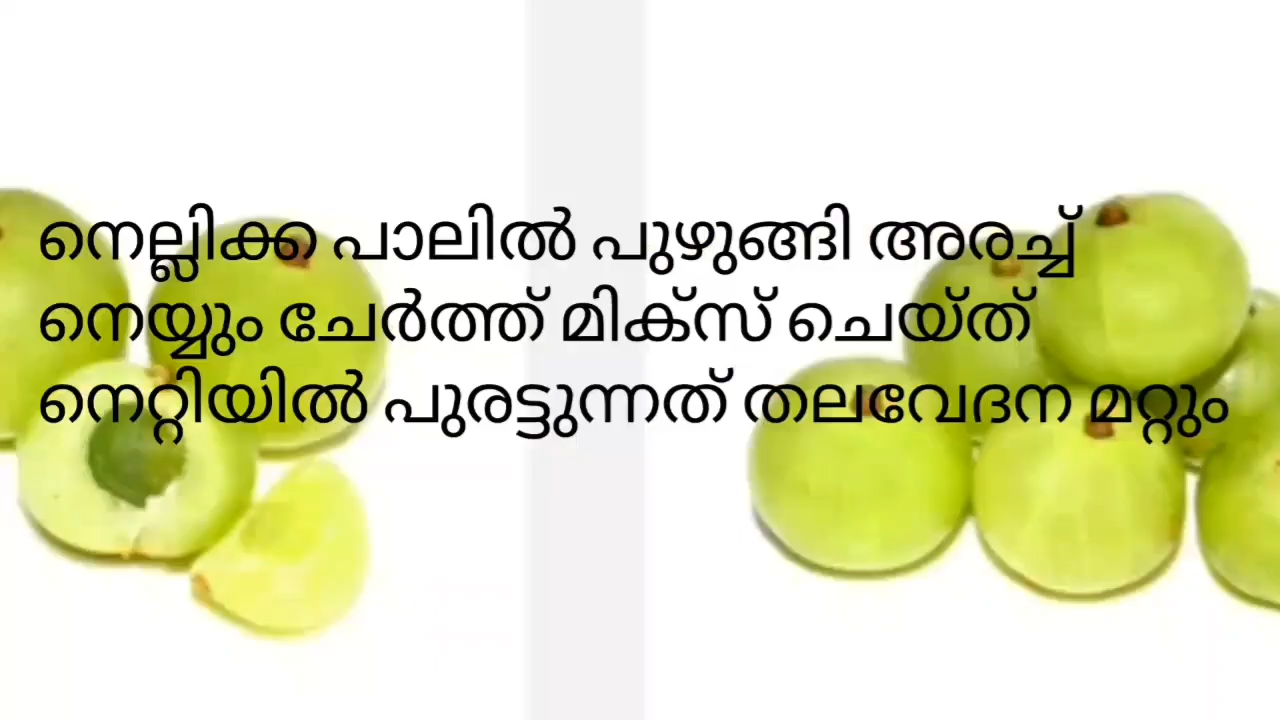 നെല്ലിക്ക പാലിൽ പുഴുങ്ങി അരച്ച്
നെയ്യും ചേർത്ത് മിക്സ് ചെയ്ത്
നെറ്റിയിൽ പുരട്ടുന്നത് തലവേദന മറ്റും